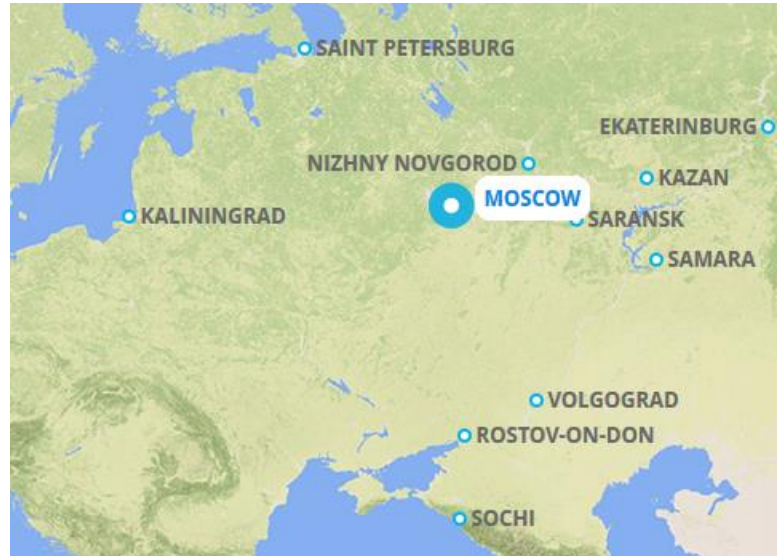 SAINT PETERSBURG
EKATERINBURG
NIZHNY NOVGOROD
KAZAN
MOSCOW
KALININGRAD
SARANSK
SAMARA
VOLGOGRAD
ROSTOV-ON-DON
SOCHI